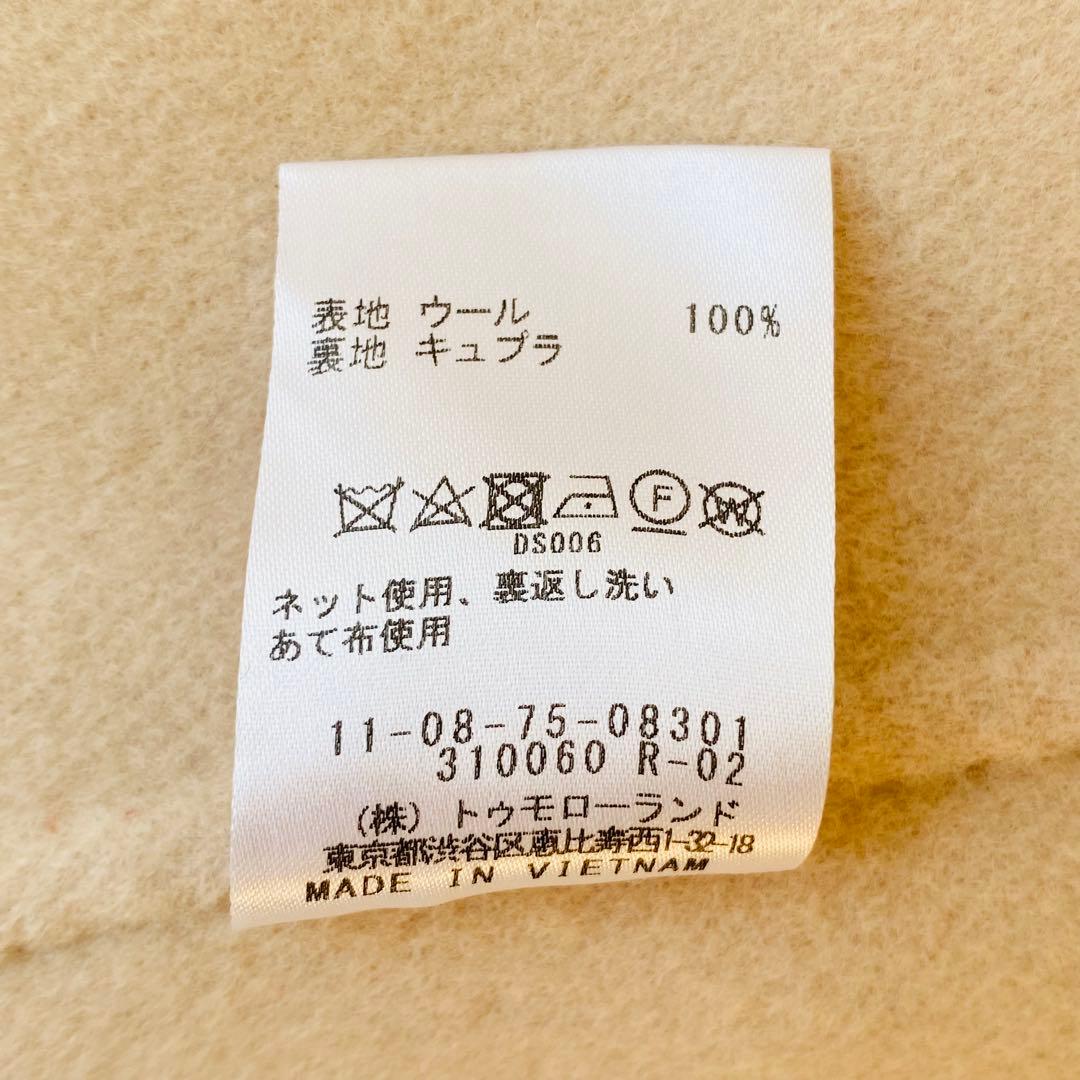 表地 ウール 100%
裏地 キュプラ
F
W
DS006
ネット使用、裏返し洗い
あて布使用
11-08-75-08301
310060 R-02
(株) トゥモローランド
東京都渋谷区恵比寿西1-32-18
MADE IN VIETNAM